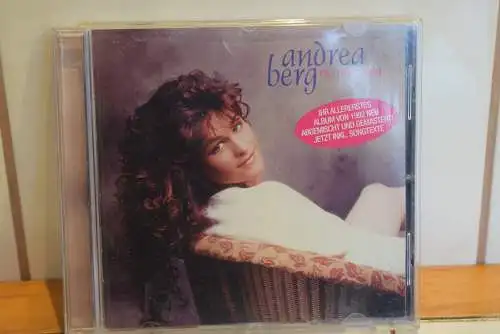 andrea
berg
IHR ALLERERSTES
ALBUM VON 1992 NEU
ABGEMISCHT UND GEMASTERT!
JETZT INKL. SONGTEXTE